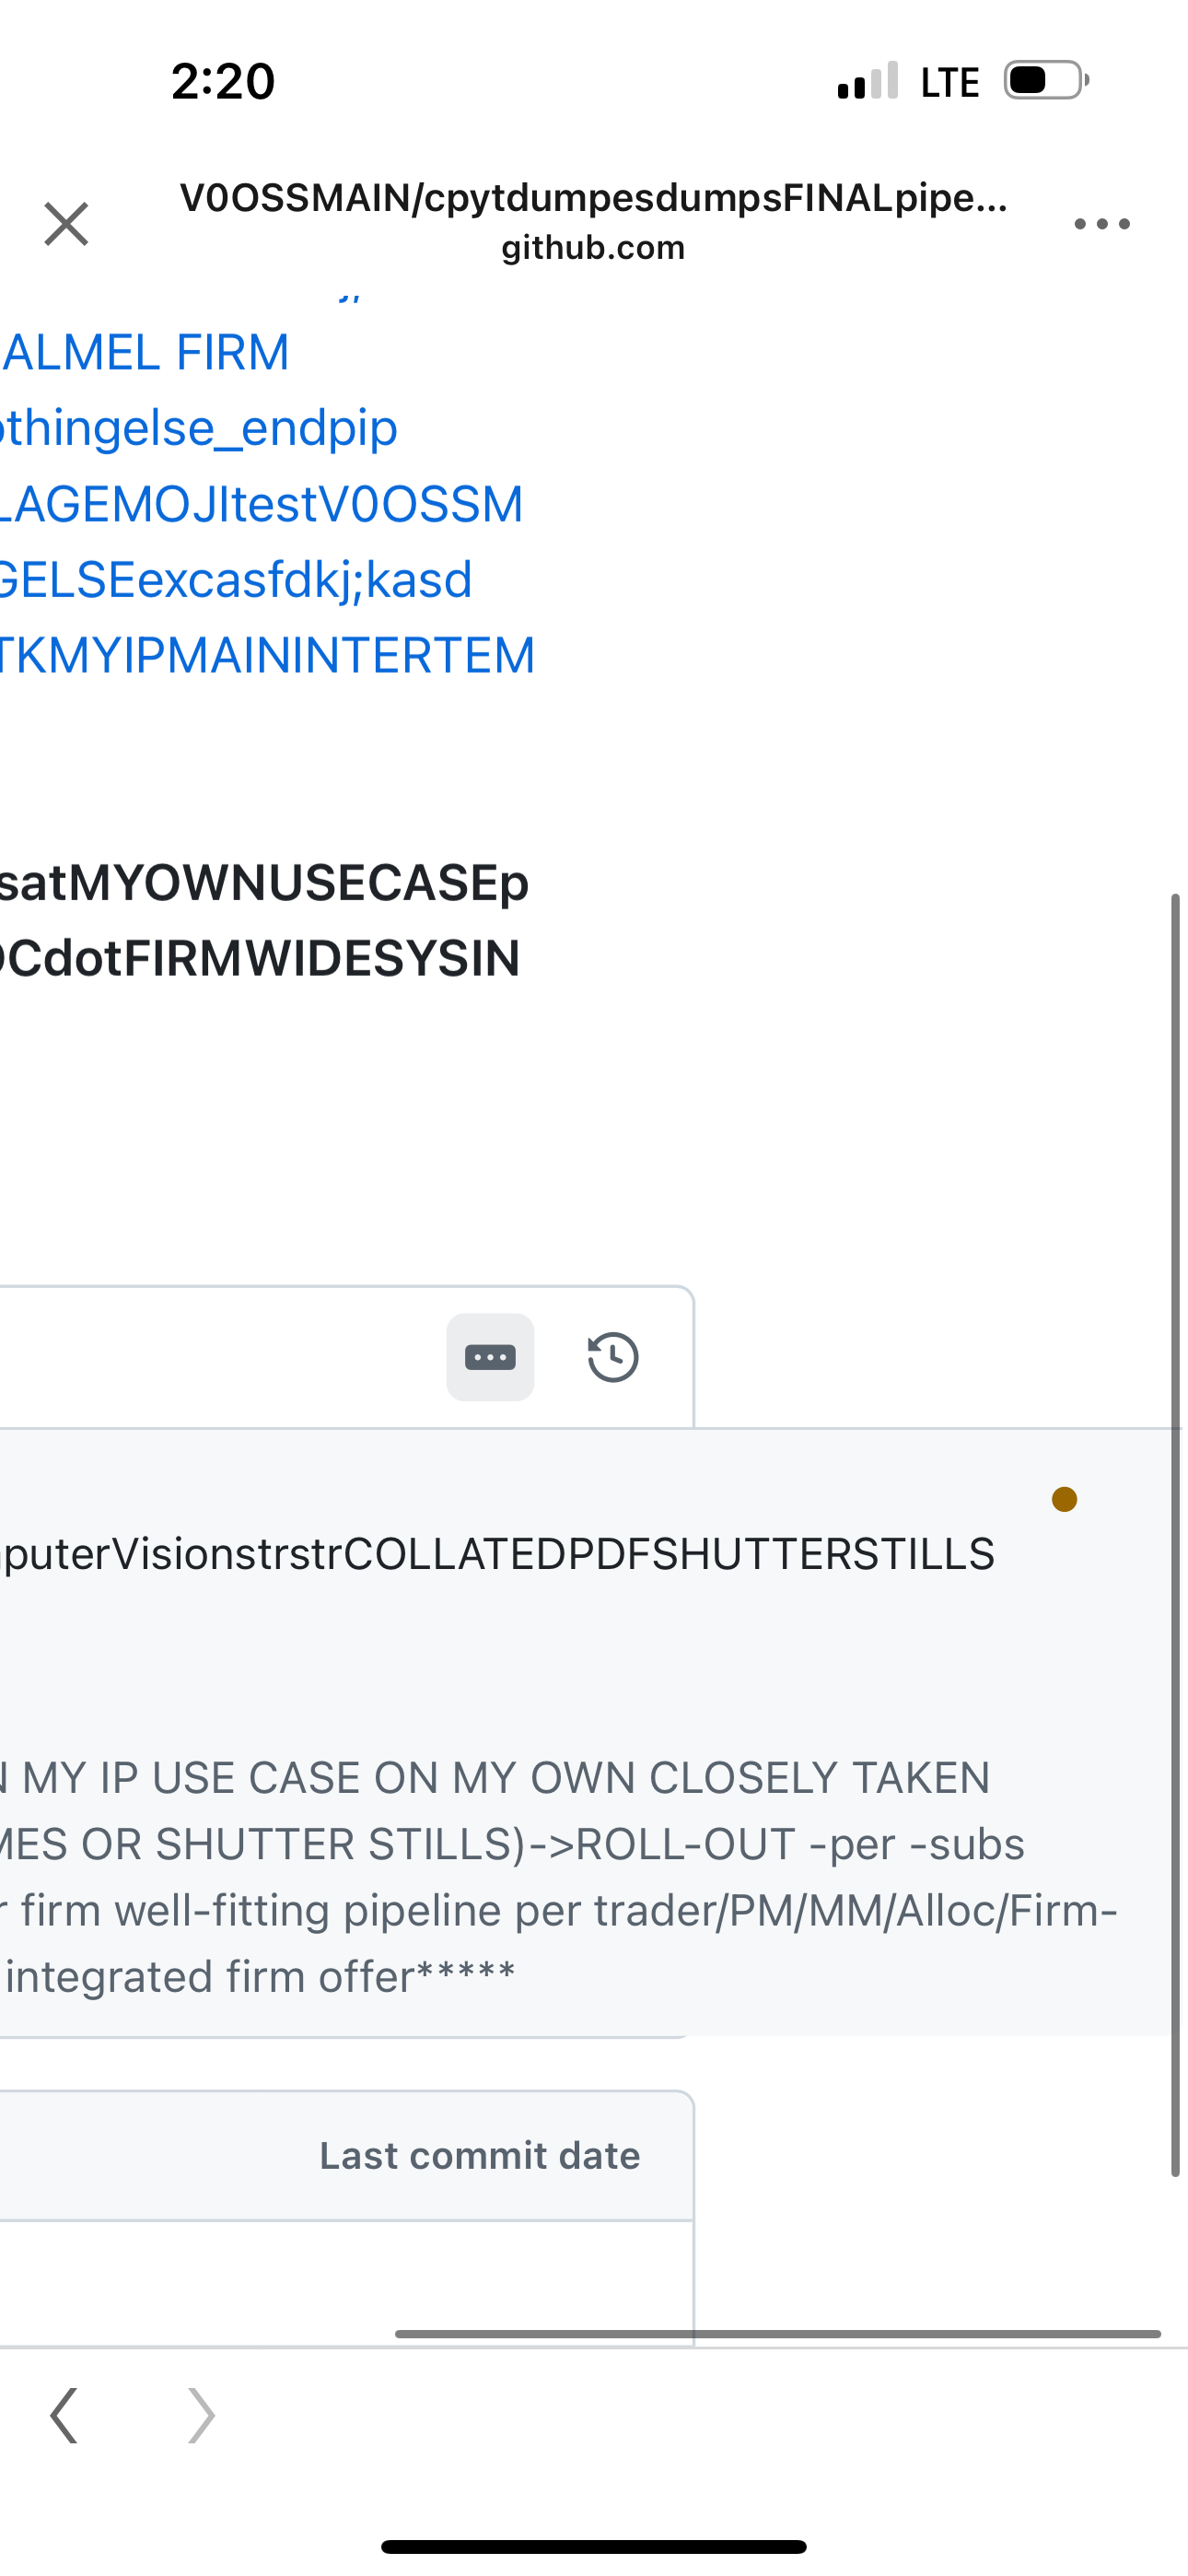 2:20
LTE
V0OSSMAIN/cpytdumpesdumpsFINALpipe...
github.com
ALMEL FIRM
othingelse_endpip
LAGEMOJItestV0OSSM
GELSEexcasfdkj;kasd
TKMYIPMAININTERTEM
satMYOWNUSECASEp
OCdotFIRMWIDESYSIN
puterVisionstrstrCOLLATEDPDFSHUTTERSTILLS
MY IP USE CASE ON MY OWN CLOSELY TAKEN
MES OR SHUTTER STILLS)->ROLL-OUT -per -subs
r firm well-fitting pipeline per trader/PM/MM/Alloc/Firm-
integrated firm offer*****
Last commit date